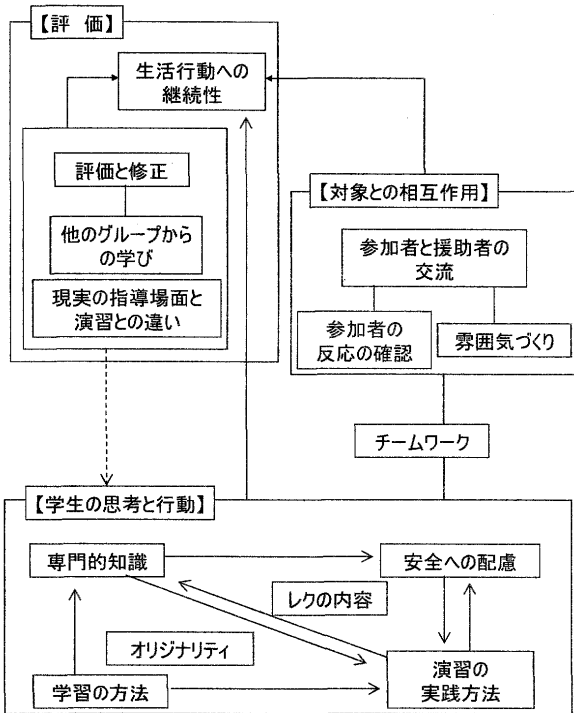 【評 価】
生活行動への
継続性
評価と修正
他のグループから
の学び
現実の指導場面と
演習との違い
【対象との相互作用】
参加者と援助者の
交流
参加者の
反応の確認
雰囲気づくり
チームワーク
【学生の思考と行動】
専門的知識
安全への配慮
レクの内容
オリジナリティ
学習の方法
演習の
実践方法